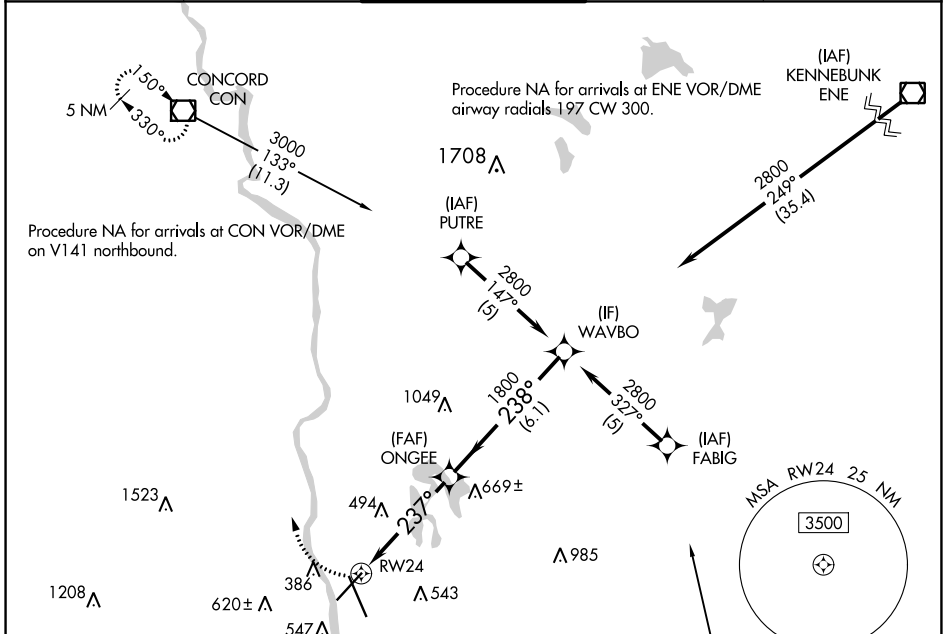 150°
CONCORD
CON
5 NM
330°
3000
133°
(11.3)
Procedure NA for arrivals at ENE VOR/DME
airway radials 197 CW 300.
(IAF)
KENNEBUNK
ENE
2800
249°
(35.4)
1708
Procedure NA for arrivals at CON VOR/DME
on V141 northbound.
(IAF)
PUTRE
2800
147°
(5)
(IF)
WAVBO
1800
238°
(6.1)
2800
327°
(5)
(IAF)
FABIG
1049
(FAF)
ONGEE
669±
1523
494
237°
MSA RW24 25 NM
3500
985
RW24
386
543
1208
620±
547